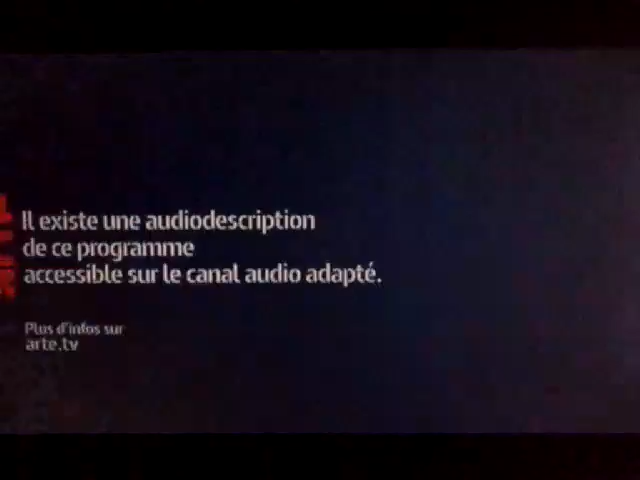 Il existe une audiodescription
de ce programme
accessible sur le canal audio adapté.
Plus d'infos sur
arte.tv